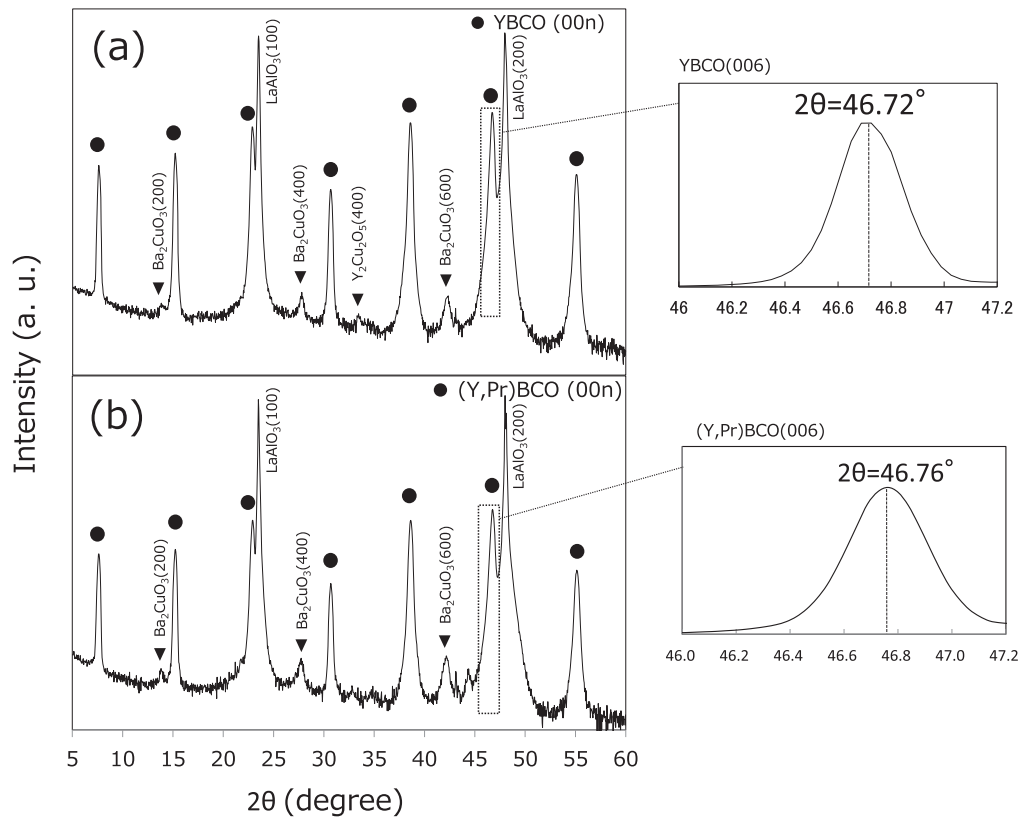 (a)
● YBCO (00n)
LaAlO₃(100)
LaAlO₃(200)
Ba₂CuO₃(200)
Ba₂CuO₃(400)
Y₂Cu₂O₅(400)
Ba₂CuO₃(600)
YBCO(006)
2θ=46.72°
46 46.2 46.4 46.6 46.8 47 47.2
(b)
● (Y,Pr)BCO (00n)
LaAlO₃(100)
LaAlO₃(200)
Ba₂CuO₃(200)
Ba₂CuO₃(400)
Ba₂CuO₃(600)
(Y,Pr)BCO(006)
2θ=46.76°
46.0 46.2 46.4 46.6 46.8 47.0 47.2
Intensity (a. u.)
5 10 15 20 25 30 35 40 45 50 55 60
2θ (degree)